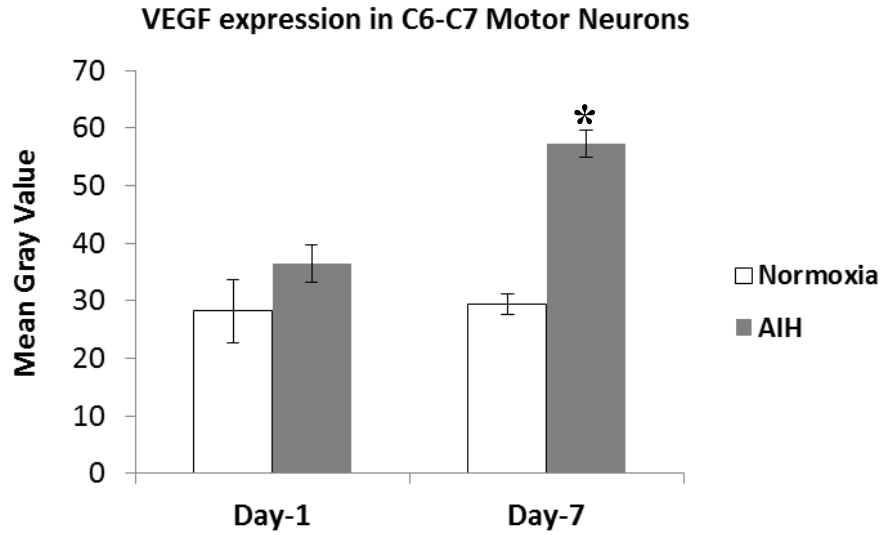 VEGF expression in C6-C7 Motor Neurons
70
60
50
40
30
20
10
0
Mean Gray Value
*
Normoxia
AIH
Day-1
Day-7